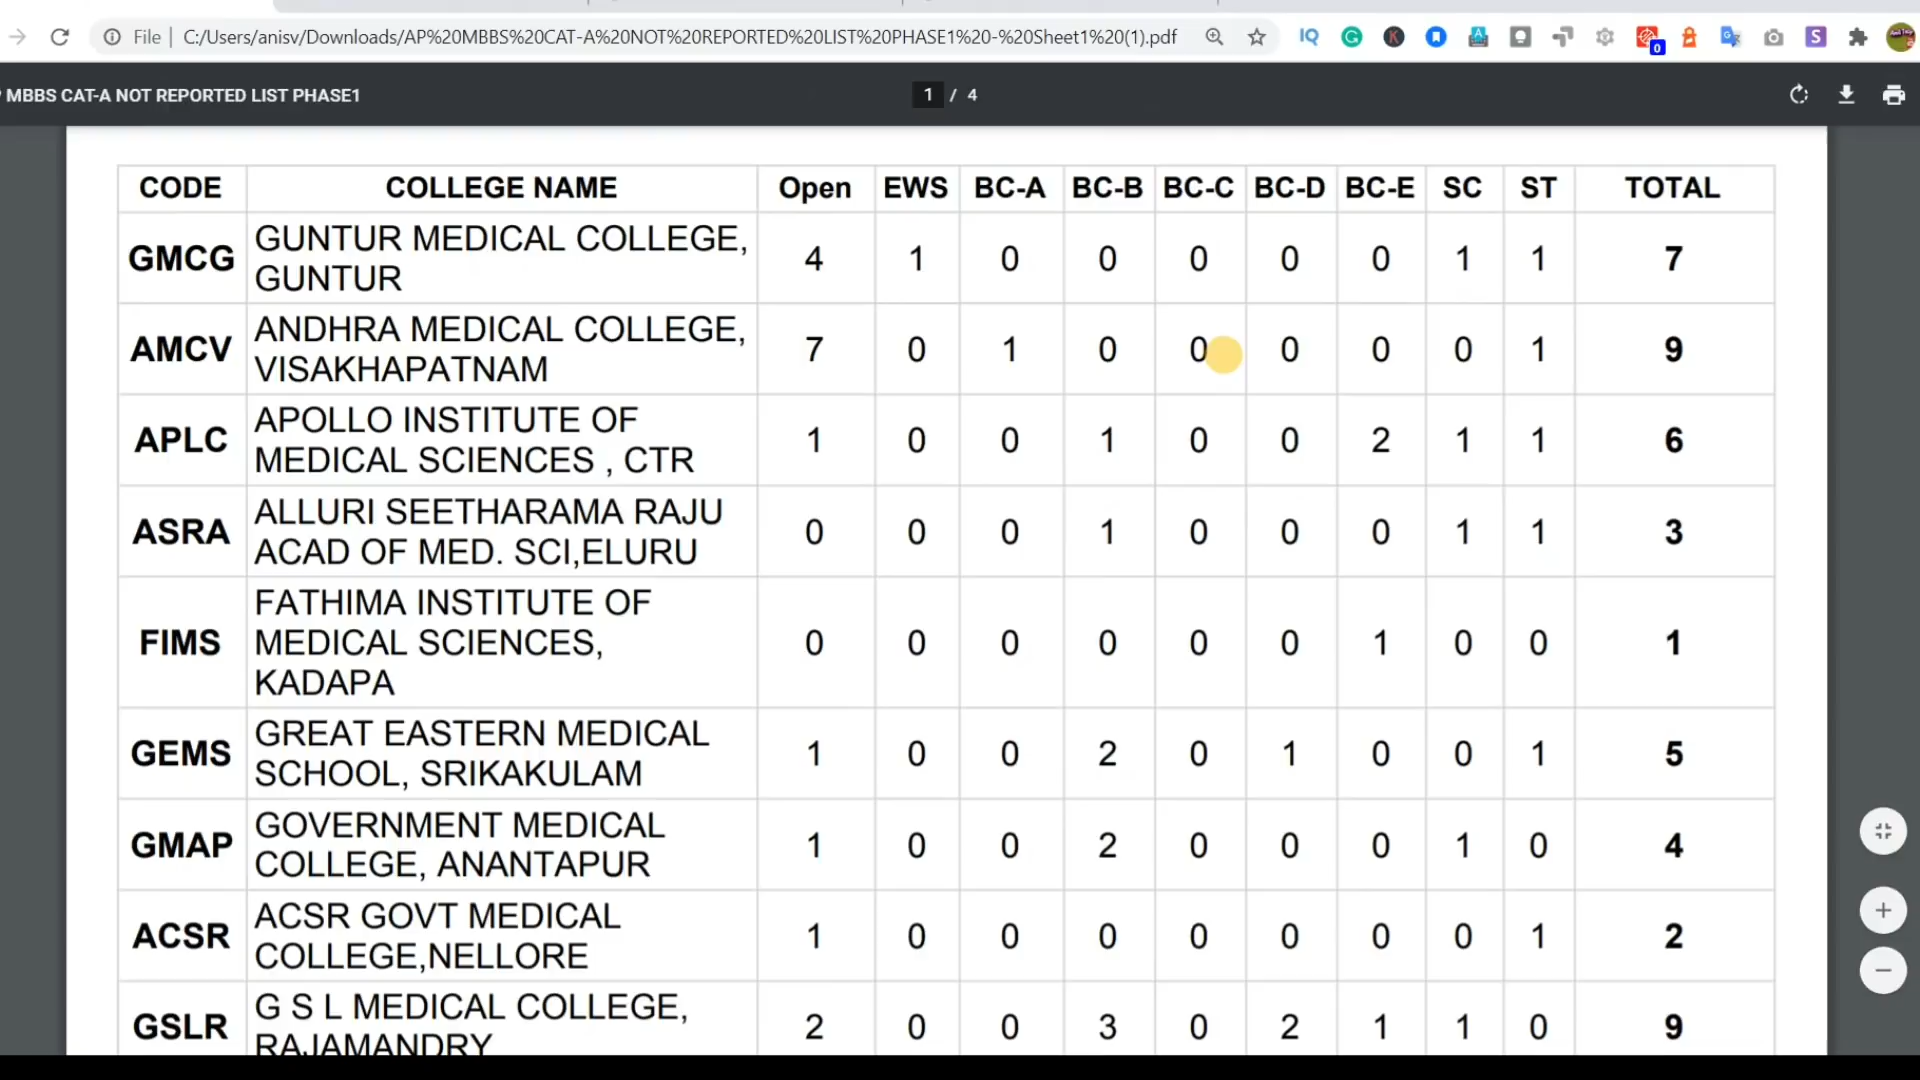 File | C:/Users/anisv/Downloads/AP%20MBBS%20CAT-A%20NOT%20REPORTED%20LIST%20PHASE1%20-%20Sheet1%20(1).pdf
MBBS CAT-A NOT REPORTED LIST PHASE1 1 / 4
CODE COLLEGE NAME Open EWS BC-A BC-B BC-C BC-D BC-E SC ST TOTAL
GMCG GUNTUR MEDICAL COLLEGE, 4 1 0 0 0 0 0 1 1 7
GUNTUR
AMCV ANDHRA MEDICAL COLLEGE, 7 0 1 0 0 0 0 0 1 9
VISAKHAPATNAM
APLC APOLLO INSTITUTE OF 1 0 0 1 0 0 2 1 1 6
MEDICAL SCIENCES , CTR
ASRA ALLURI SEETHARAMA RAJU 0 0 0 1 0 0 0 1 1 3
ACAD OF MED. SCI,ELURU
FATHIMA INSTITUTE OF
FIMS MEDICAL SCIENCES, 0 0 0 0 0 0 1 0 0 1
KADAPA
GEMS GREAT EASTERN MEDICAL 1 0 0 2 0 1 0 0 1 5
SCHOOL, SRIKAKULAM
GMAP GOVERNMENT MEDICAL 1 0 0 2 0 0 0 1 0 4
COLLEGE, ANANTAPUR
ACSR ACSR GOVT MEDICAL 1 0 0 0 0 0 0 0 1 2
COLLEGE,NELLORE
GSLR G S L MEDICAL COLLEGE, 2 0 0 3 0 2 1 1 0 9
RAJAMANDRY